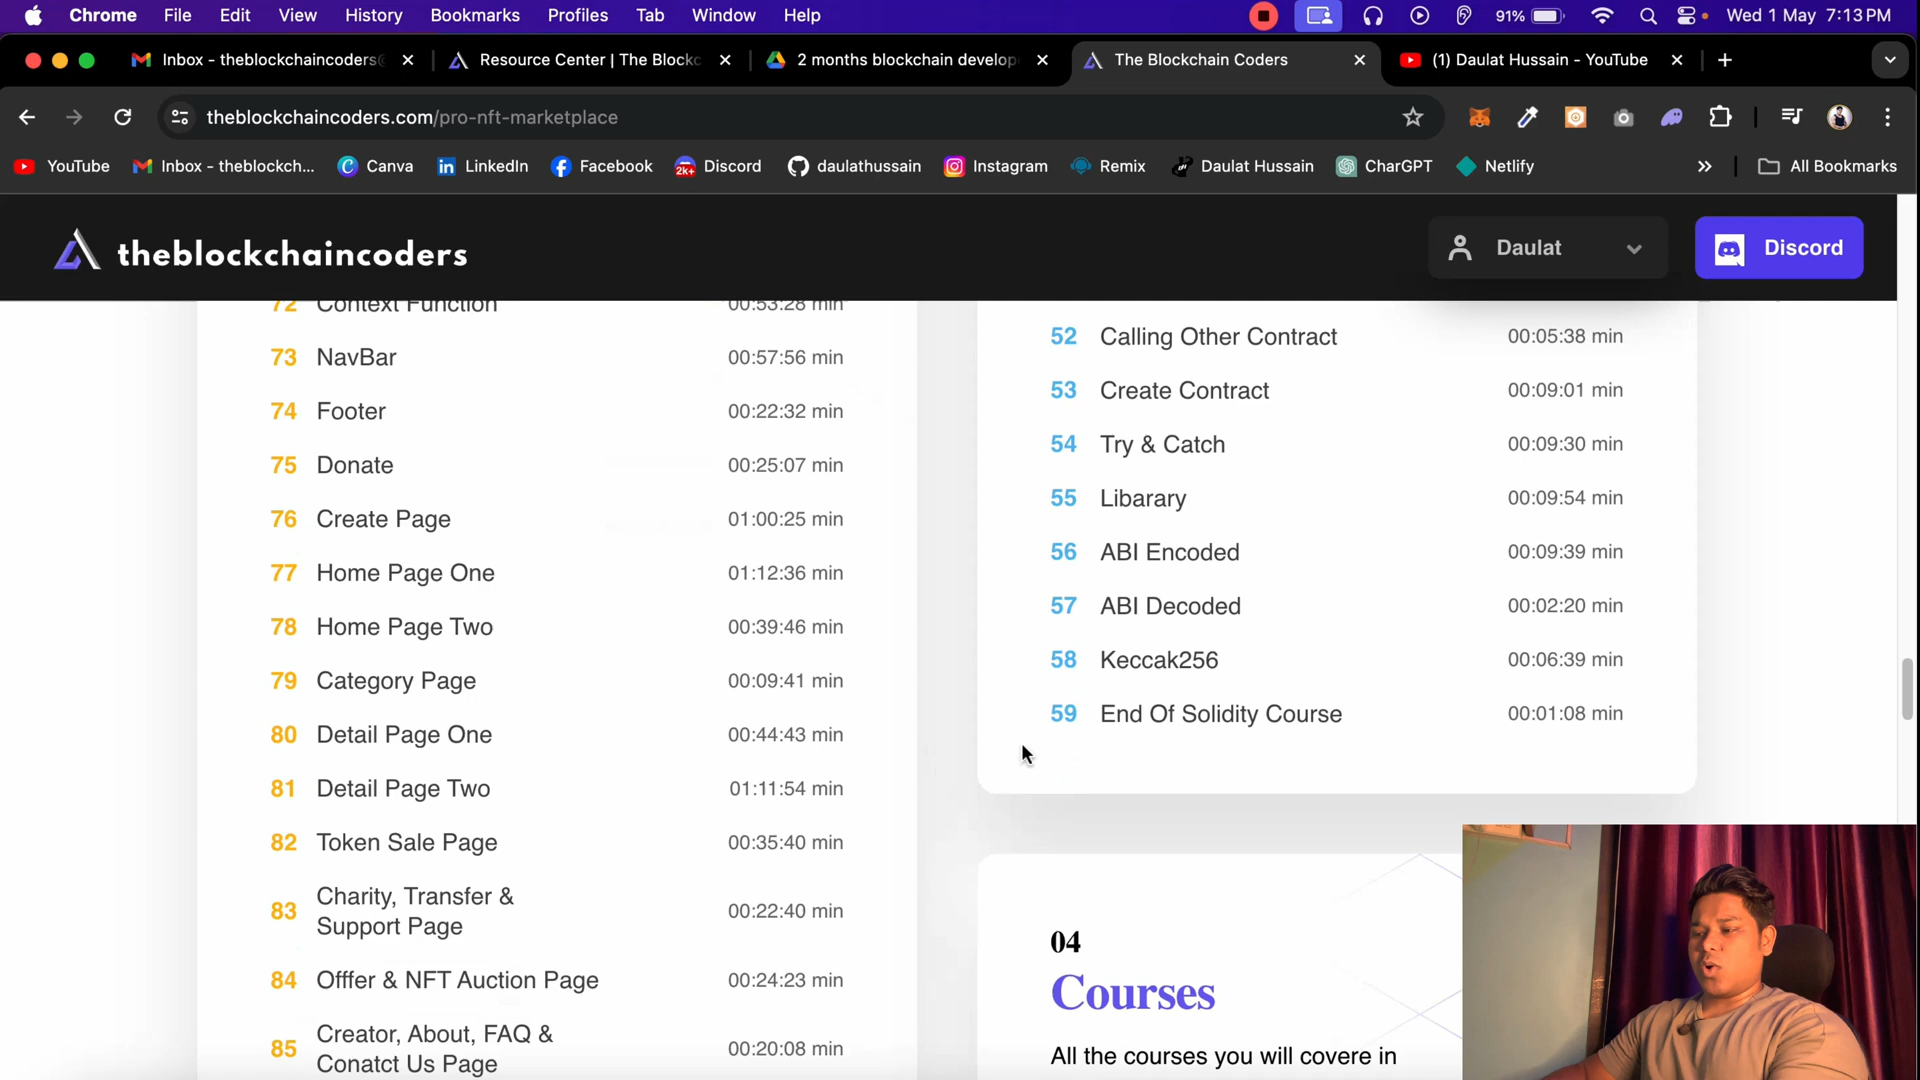 Chrome File Edit View History Bookmarks Profiles Tab Window Help 91% Wed 1 May 7:13 PM
Inbox - theblockchaincoders@ Resource Center | The Blockc 2 months blockchain develop The Blockchain Coders (1) Daulat Hussain - YouTube
theblockchaincoders.com/pro-nft-marketplace
YouTube Inbox - theblockch... Canva LinkedIn Facebook 2k+ Discord daulathussain Instagram Remix Daulat Hussain CharGPT Netlify » All Bookmarks
theblockchaincoders Daulat Discord
72 Context Function 00:53:28 min
73 NavBar 00:57:56 min
74 Footer 00:22:32 min
75 Donate 00:25:07 min
76 Create Page 01:00:25 min
77 Home Page One 01:12:36 min
78 Home Page Two 00:39:46 min
79 Category Page 00:09:41 min
80 Detail Page One 00:44:43 min
81 Detail Page Two 01:11:54 min
82 Token Sale Page 00:35:40 min
83 Charity, Transfer & 00:22:40 min
Support Page
84 Offfer & NFT Auction Page 00:24:23 min
85 Creator, About, FAQ & 00:20:08 min
Conatct Us Page
52 Calling Other Contract 00:05:38 min
53 Create Contract 00:09:01 min
54 Try & Catch 00:09:30 min
55 Libarary 00:09:54 min
56 ABI Encoded 00:09:39 min
57 ABI Decoded 00:02:20 min
58 Keccak256 00:06:39 min
59 End Of Solidity Course 00:01:08 min
04
Courses
All the courses you will covere in